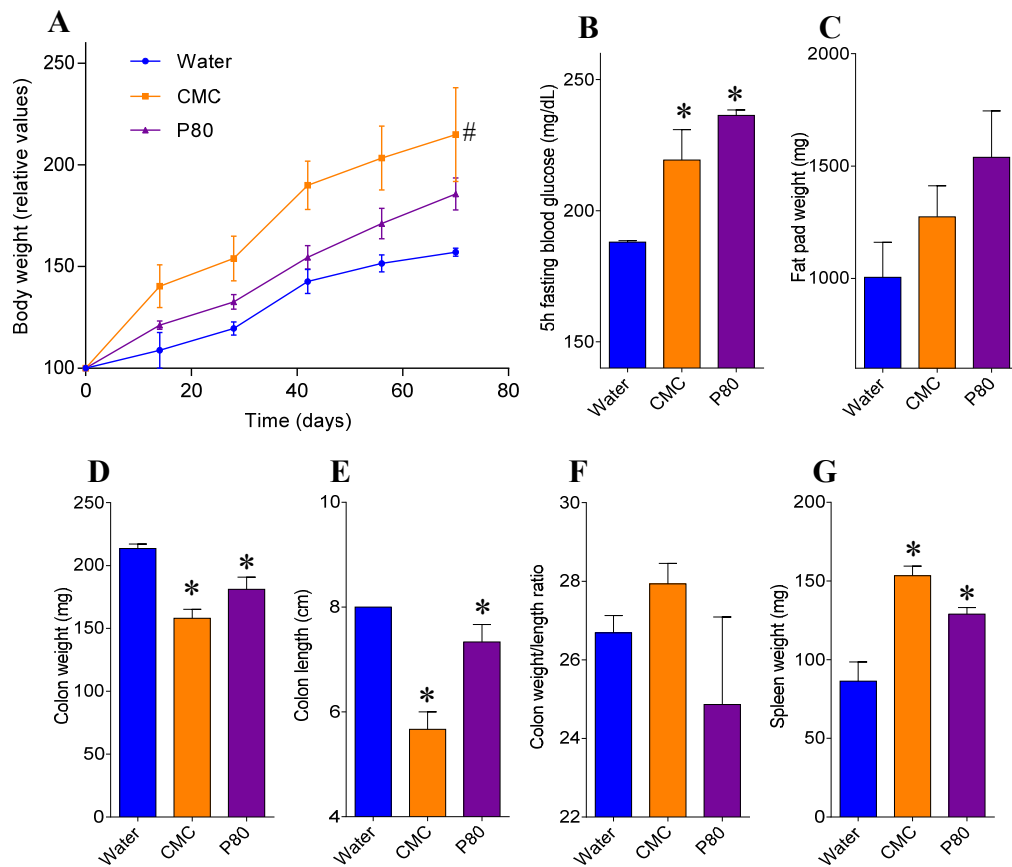 A
Body weight (relative values)
250
200
150
100
Water
CMC
P80
#
0
20
40
60
80
Time (days)
B
5h fasting blood glucose (mg/dL)
250
200
150
*
*
Water
CMC
P80
C
Fat pad weight (mg)
2000
1500
1000
Water
CMC
P80
D
Colon weight (mg)
250
200
150
100
50
0
*
*
Water
CMC
P80
E
Colon length (cm)
10
8
6
4
*
*
Water
CMC
P80
F
Colon weight/length ratio
30
28
26
24
22
Water
CMC
P80
G
Spleen weight (mg)
200
150
100
50
0
*
*
Water
CMC
P80